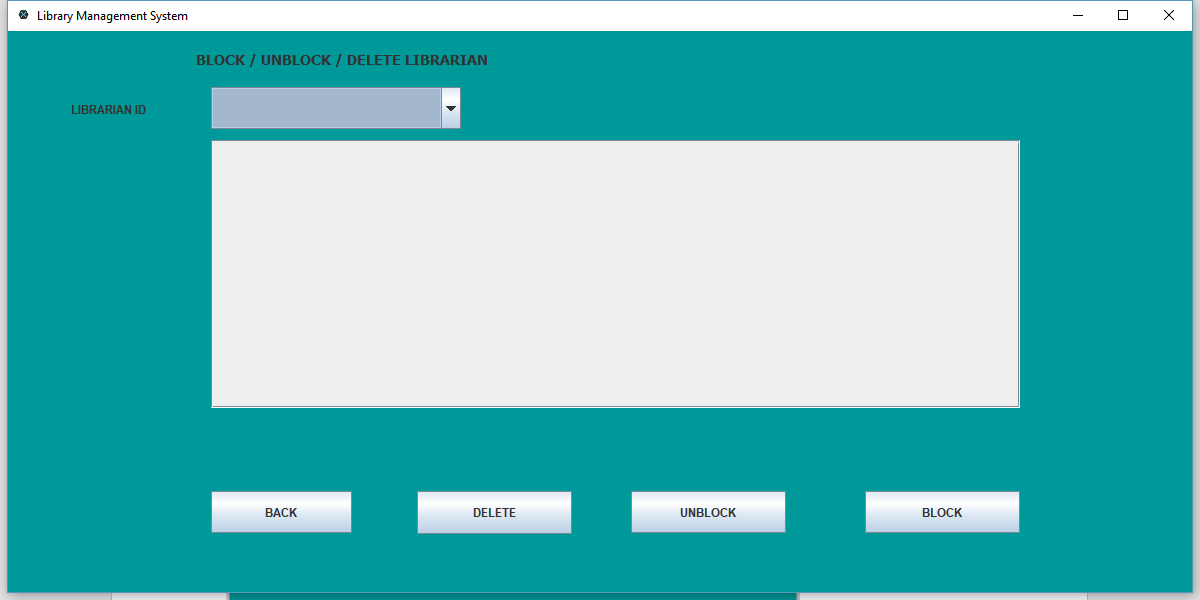 Library Management System
BLOCK / UNBLOCK / DELETE LIBRARIAN
LIBRARIAN ID
BACK
DELETE
UNBLOCK
BLOCK